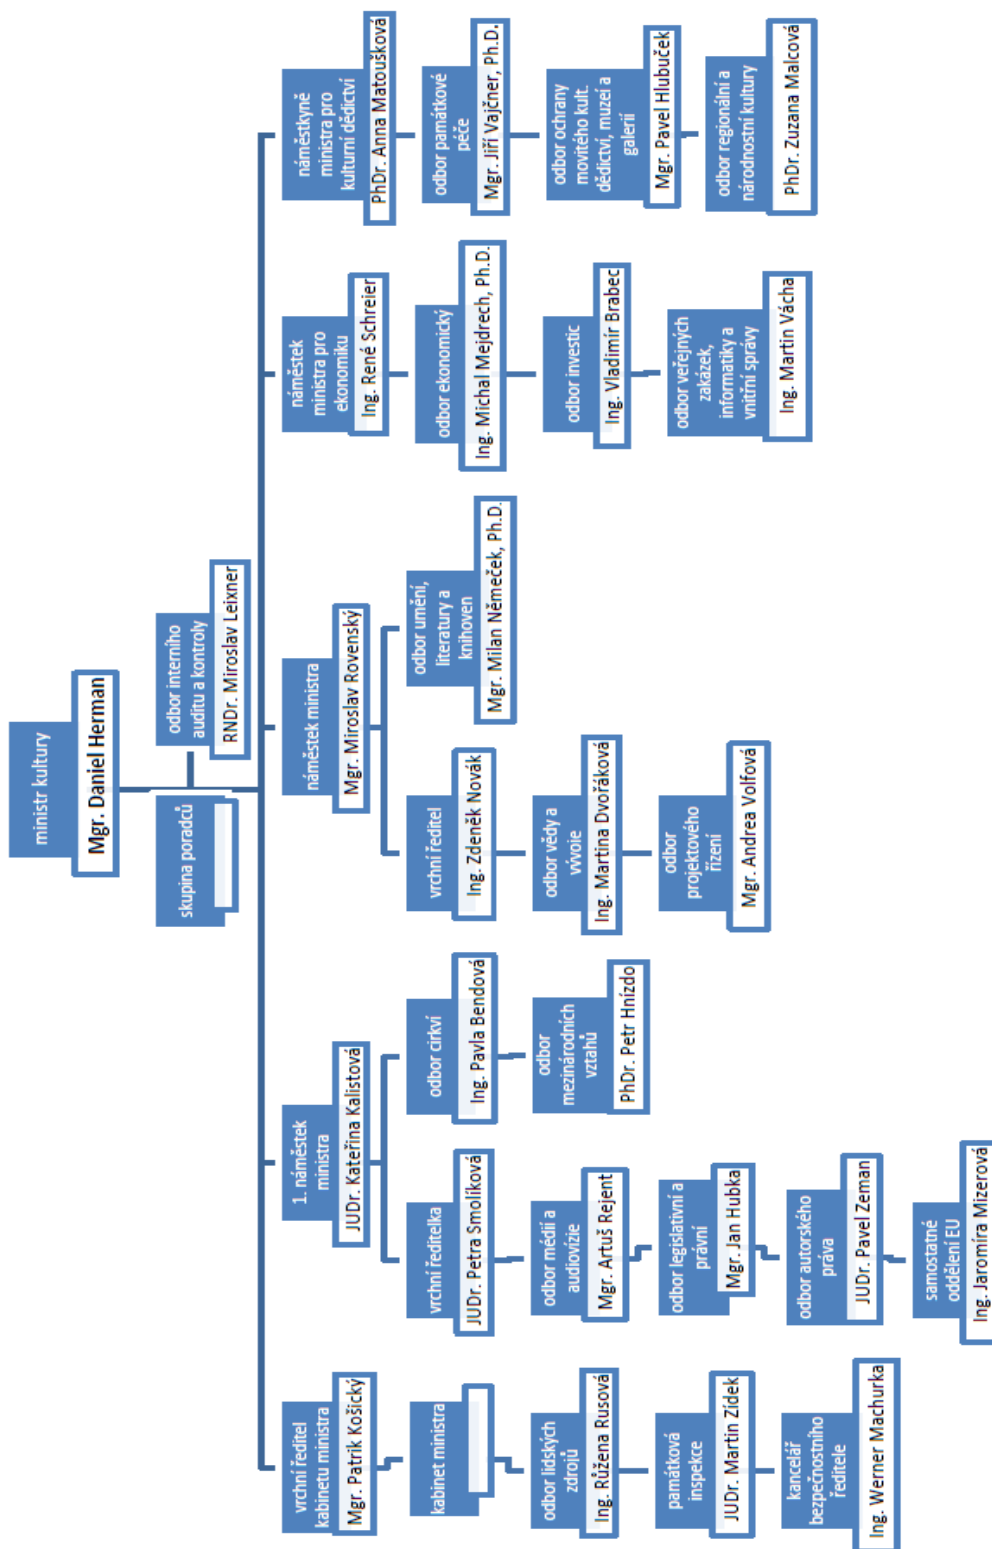 ministr kultury
Mgr. Daniel Herman
skupina poradců
odbor interního
auditu a kontroly
RNDr. Miroslav Leixner
vrchní ředitel
kabinetu ministra
Mgr. Patrik Košický
kabinet ministra
odbor lidských
zdrojů
Ing. Růžena Rusová
památková
inspekce
JUDr. Martin Zídek
kancelář
bezpečnostního
ředitele
Ing. Werner Machurka
1. náměstek
ministra
JUDr. Kateřina Kalistová
vrchní ředitelka
JUDr. Petra Smolíková
odbor médií a
audiovizie
Mgr. Artuš Rejent
odbor legislativní a
právní
Mgr. Jan Hubka
odbor autorského
práva
JUDr. Pavel Zeman
samostatné
oddělení EU
Ing. Jaromíra Mizerová
odbor církví
Ing. Pavla Bendová
odbor
mezinárodních
vztahů
PhDr. Petr Hnízdo
náměstek ministra
Mgr. Miroslav Rovenský
vrchní ředitel
Ing. Zdeněk Novák
odbor vědy a
vývoje
Ing. Martina Dvořáková
odbor
projektového
řízení
Mgr. Andrea Volfová
odbor umění,
literatury a
knihoven
Mgr. Milan Němeček, Ph.D.
náměstek
ministra pro
ekonomiku
Ing. René Schreier
odbor ekonomický
Ing. Michal Mejdrech, Ph.D.
odbor investic
Ing. Vladimír Brabec
odbor veřejných
zakázek,
informatiky a
vnitřní správy
Ing. Martin Vácha
náměstkyně
ministra pro
kulturní dědictví
PhDr. Anna Matoušková
odbor památkové
péče
Mgr. Jiří Vajčner, Ph.D.
odbor ochrany
movitého kult.
dědictví, muzeí a
galerií
Mgr. Pavel Hlubuček
odbor regionální a
národnostní kultury
PhDr. Zuzana Malcová